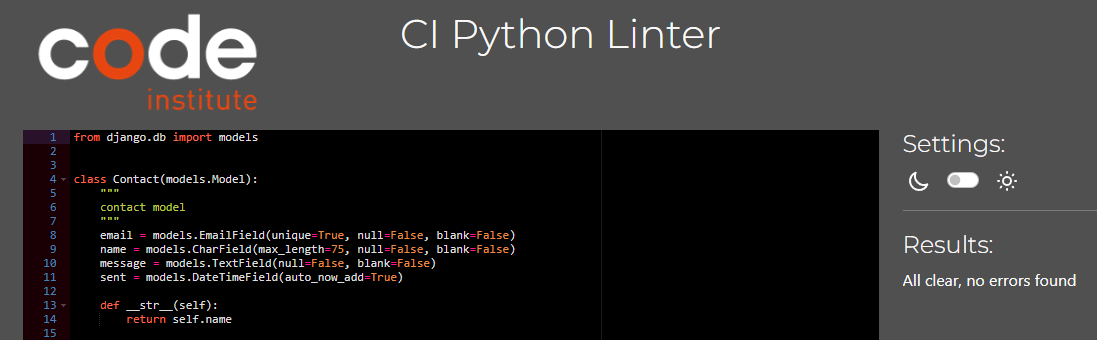 code
institute
CI Python Linter
1 from django.db import models
2
3
4 class Contact(models.Model):
5     """
6     contact model
7     """
8     email = models.EmailField(unique=True, null=False, blank=False)
9     name = models.CharField(max_length=75, null=False, blank=False)
10     message = models.TextField(null=False, blank=False)
11     sent = models.DateTimeField(auto_now_add=True)
12
13     def __str__(self):
14         return self.name
15
Settings:
Results:
All clear, no errors found